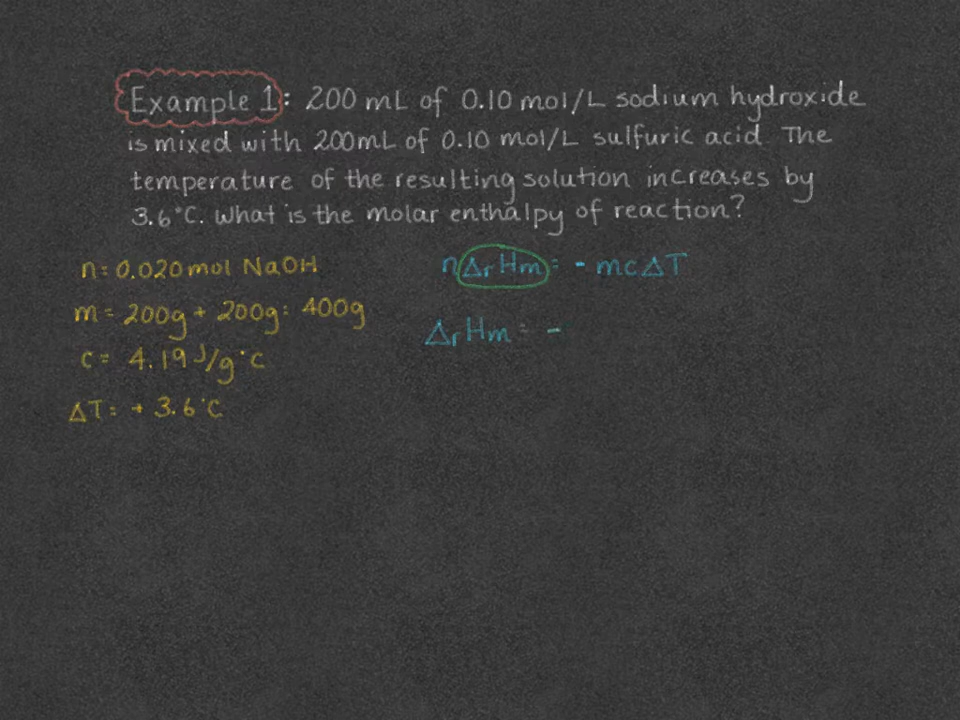 Example 1: 200 mL of 0.10 mol/L sodium hydroxide
is mixed with 200mL of 0.10 mol/L sulfuric acid. The
temperature of the resulting solution increases by
3.6°C. What is the molar enthalpy of reaction?
n= 0.020mol NaOH
m= 200g + 200g= 400g
c= 4.19 J/g°C
ΔT= + 3.6°C
nΔrHm = - mcΔT
ΔrHm = -